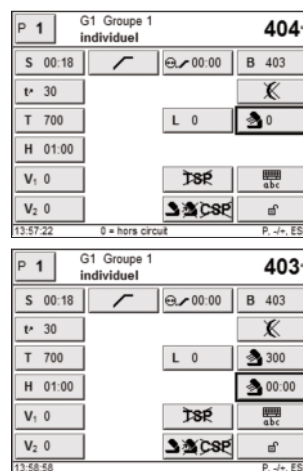 P 1 G1 Groupe 1 individuel 404
S 00:18 00:00 B 403
t 30
T 700 L 0 0
H 01:00
V1 0 TSP abc
V2 0 CSP
13:57:22 0 = hors circuit P, -/+, ES
P 1 G1 Groupe 1 individuel 403
S 00:18 00:00 B 403
t 30
T 700 L 0 300
H 01:00 00:00
V1 0 TSP abc
V2 0 CSP
13:58:58 P, -/+, ES